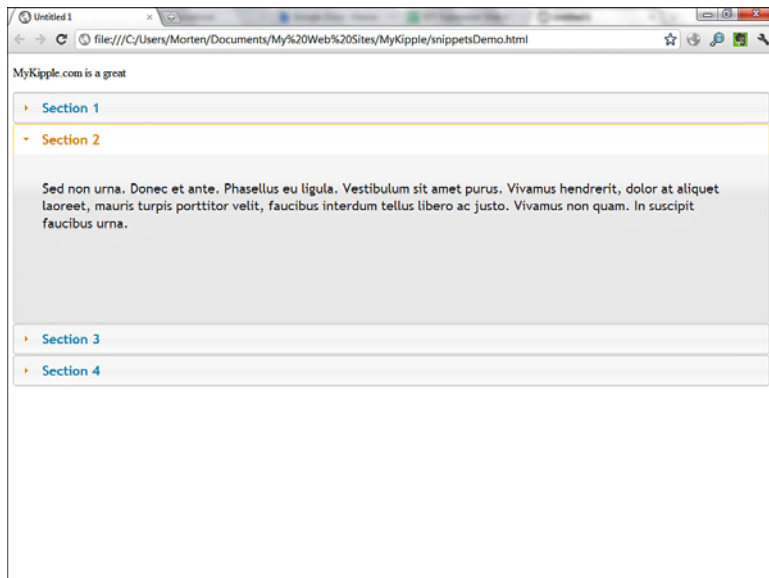 Untitled 1
file:///C:/Users/Morten/Documents/My%20Web%20Sites/MyKipple/snippetsDemo.html
MyKipple.com is a great
Section 1
Section 2
Sed non urna. Donec et ante. Phasellus eu ligula. Vestibulum sit amet purus. Vivamus hendrerit, dolor at aliquet
laoreet, mauris turpis porttitor velit, faucibus interdum tellus libero ac justo. Vivamus non quam. In suscipit
faucibus urna.
Section 3
Section 4